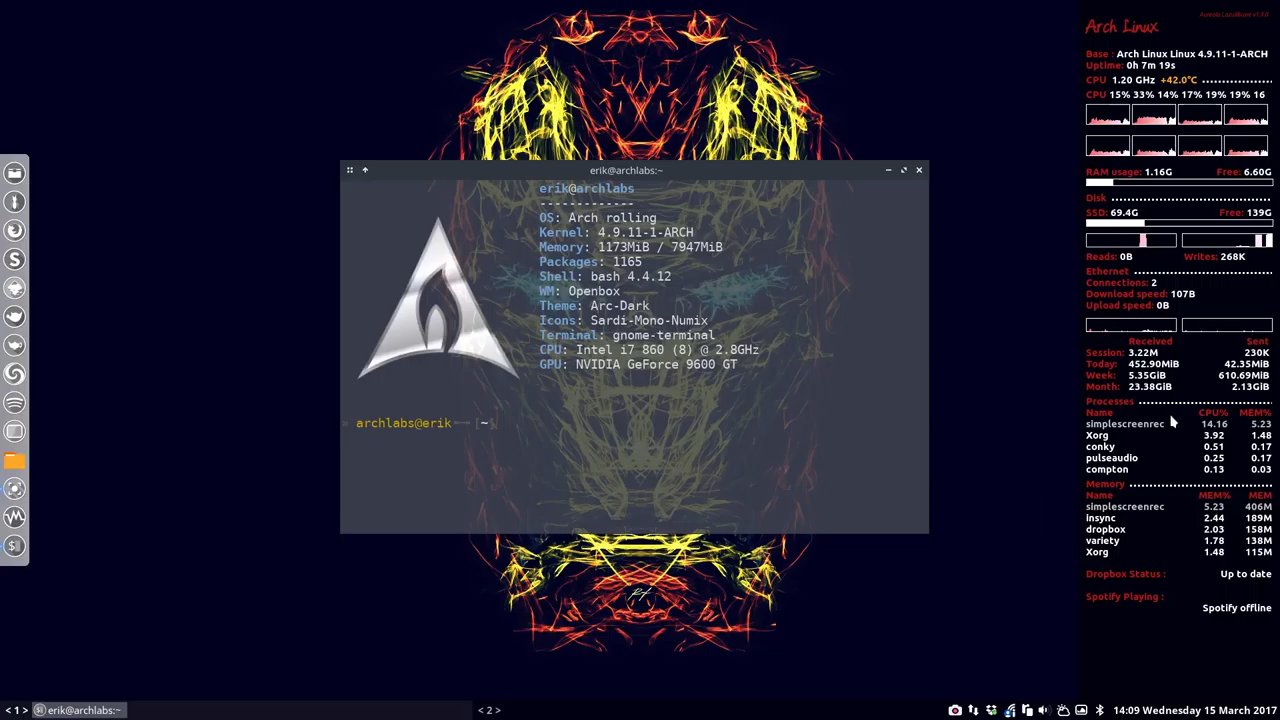 Aureola LazuliRuxe v1.0.0
Arch Linux
Base : Arch Linux Linux 4.9.11-1-ARCH
Uptime: 0h 7m 19s
CPU 1.20 GHz +42.0°C
CPU 15% 33% 14% 17% 19% 19% 16
RAM usage: 1.16G Free: 6.60G
Disk
SSD: 69.4G Free: 139G
Reads: 0B Writes: 268K
Ethernet
Connections: 2
Download speed: 107B
Upload speed: 0B
Received Sent
Session: 3.22M 230K
Today: 452.90MiB 42.35MiB
Week: 5.35GiB 610.69MiB
Month: 23.38GiB 2.13GiB
Processes
Name CPU% MEM%
simplescreenrec 14.16 5.23
Xorg 3.92 1.48
conky 0.51 0.17
pulseaudio 0.25 0.17
compton 0.13 0.03
Memory
Name MEM% MEM
simplescreenrec 5.23 406M
insync 2.44 189M
dropbox 2.03 158M
variety 1.78 138M
Xorg 1.48 115M
Dropbox Status : Up to date
Spotify Playing :
Spotify offline
erik@archlabs:~
erik@archlabs
-------------
OS: Arch rolling
Kernel: 4.9.11-1-ARCH
Memory: 1173MiB / 7947MiB
Packages: 1165
Shell: bash 4.4.12
WM: Openbox
Theme: Arc-Dark
Icons: Sardi-Mono-Numix
Terminal: gnome-terminal
CPU: Intel i7 860 (8) @ 2.8GHz
GPU: NVIDIA GeForce 9600 GT
archlabs@erik ~
< 1 > erik@archlabs:~ < 2 > 14:09 Wednesday 15 March 2017